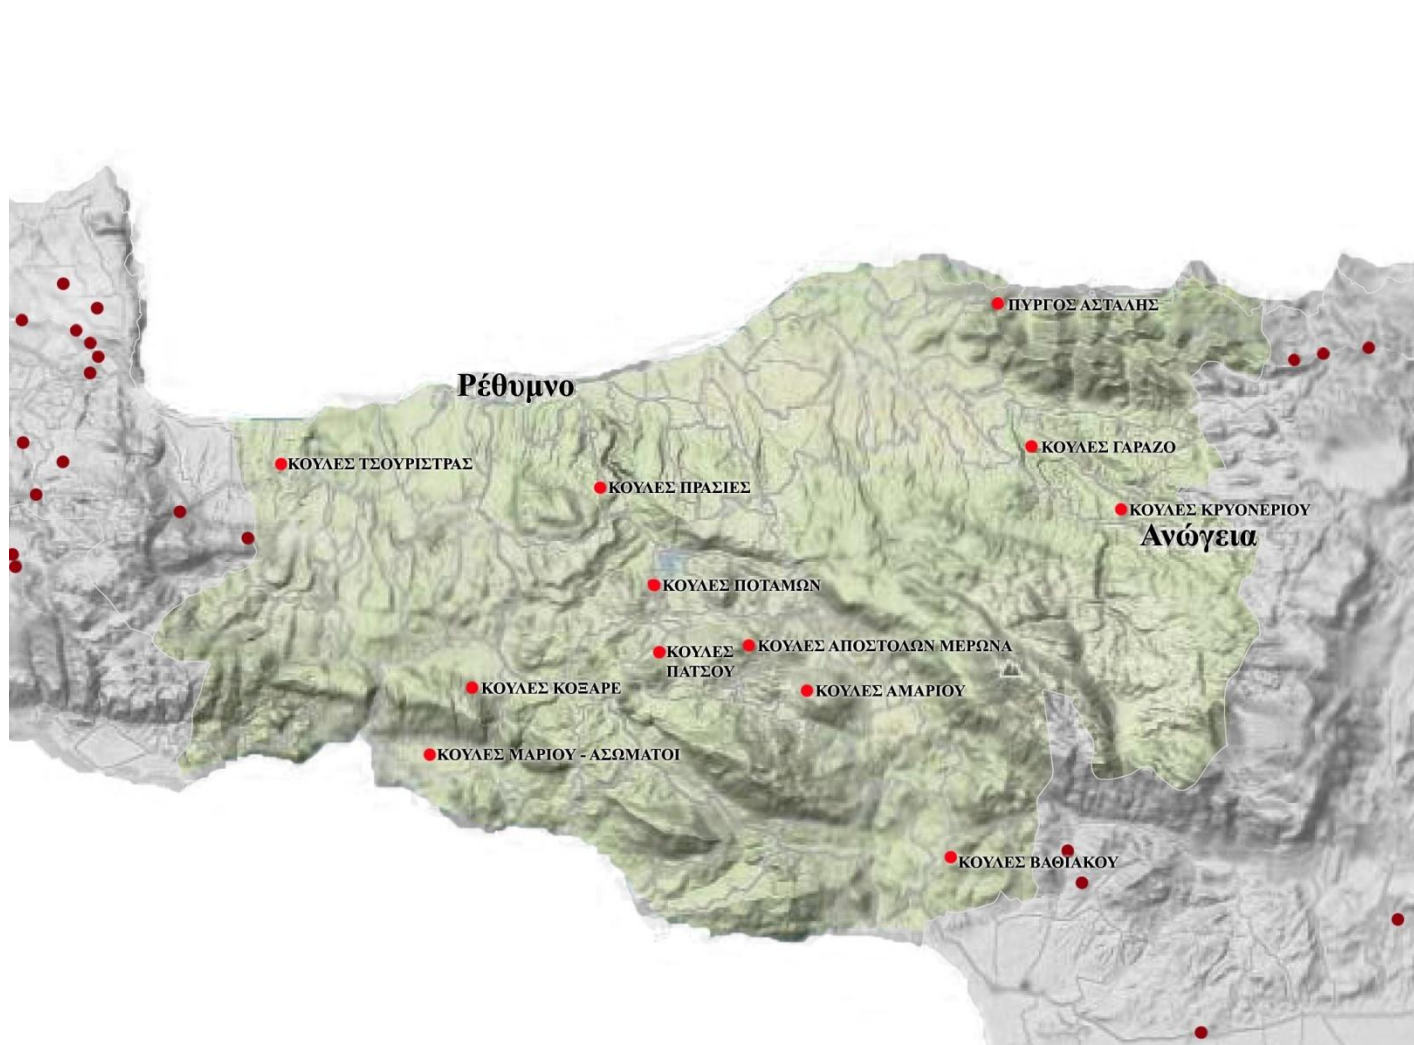 ΠΥΡΓΟΣ ΑΣΤΑΛΗΣ
Ρέθυμνο
ΚΟΥΛΕΣ ΓΑΡΑΖΟ
ΚΟΥΛΕΣ ΤΣΟΥΡΙΣΤΡΑΣ
ΚΟΥΛΕΣ ΠΡΑΣΙΕΣ
ΚΟΥΛΕΣ ΚΡΥΟΝΕΡΙΟΥ
Ανώγεια
ΚΟΥΛΕΣ ΠΟΤΑΜΩΝ
ΚΟΥΛΕΣ ΑΠΟΣΤΟΛΩΝ ΜΕΡΩΝΑ
ΚΟΥΛΕΣ
ΠΑΤΣΟΥ
ΚΟΥΛΕΣ ΚΟΞΑΡΕ
ΚΟΥΛΕΣ ΑΜΑΡΙΟΥ
ΚΟΥΛΕΣ ΜΑΡΙΟΥ - ΑΣΩΜΑΤΟΙ
ΚΟΥΛΕΣ ΒΑΘΙΑΚΟΥ